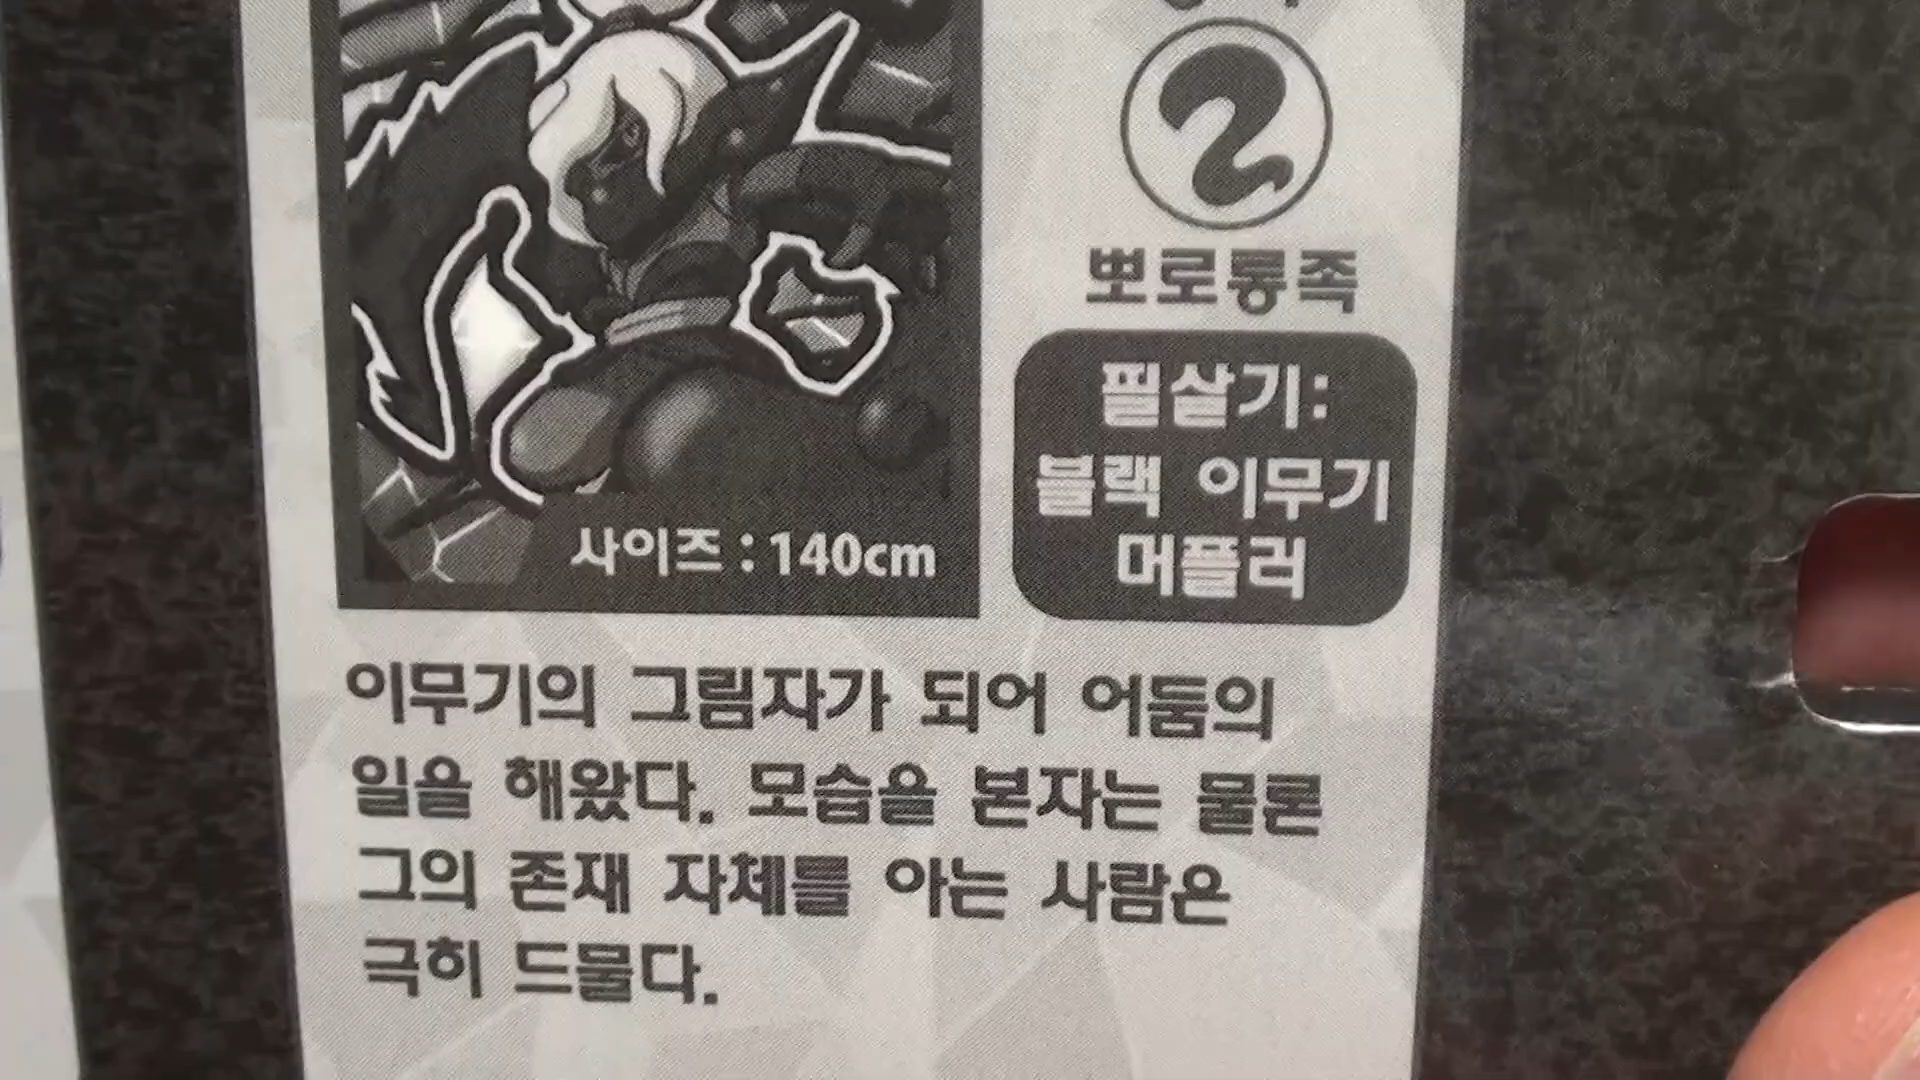 뽀로롱족
필살기:
블랙 이무기
머플러
사이즈 : 140cm
이무기의 그림자가 되어 어둠의
일을 해왔다. 모습을 본자는 물론
그의 존재 자체를 아는 사람은
극히 드물다.